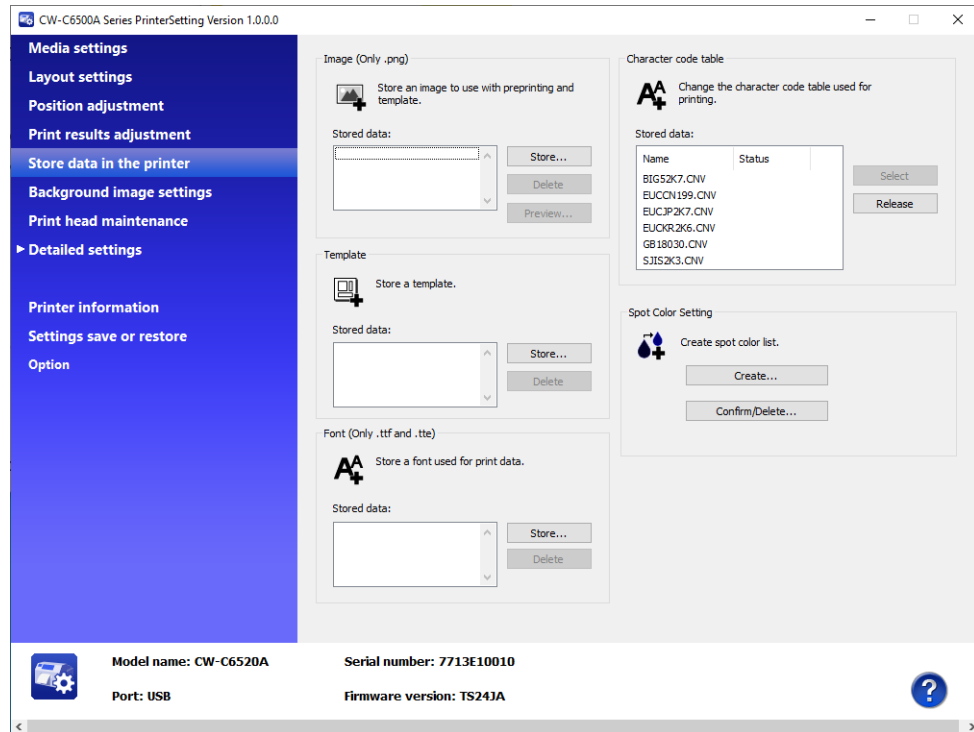 CW-C6500A Series PrinterSetting Version 1.0.0.0
Media settings
Layout settings
Position adjustment
Print results adjustment
Store data in the printer
Background image settings
Print head maintenance
Detailed settings
Printer information
Settings save or restore
Option
Image (Only .png)
Store an image to use with preprinting and
template.
Stored data:
Store...
Delete
Preview...
Template
Store a template.
Stored data:
Store...
Delete
Font (Only .ttf and .tte)
Store a font used for print data.
Stored data:
Store...
Delete
Character code table
Change the character code table used for
printing.
Stored data:
Name Status
BIG52K7.CNV
EUCCN199.CNV
EUCJP2K7.CNV
EUCKR2K6.CNV
GB18030.CNV
SJIS2K3.CNV
Select
Release
Spot Color Setting
Create spot color list.
Create...
Confirm/Delete...
Model name: CW-C6520A Serial number: 7713E10010
Port: USB Firmware version: TS24JA